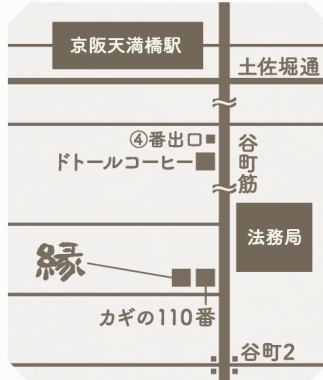 京阪天満橋駅
土佐堀通
④番出口
ドトールコーヒー
谷町筋
法務局
縁
カギの110番
谷町2